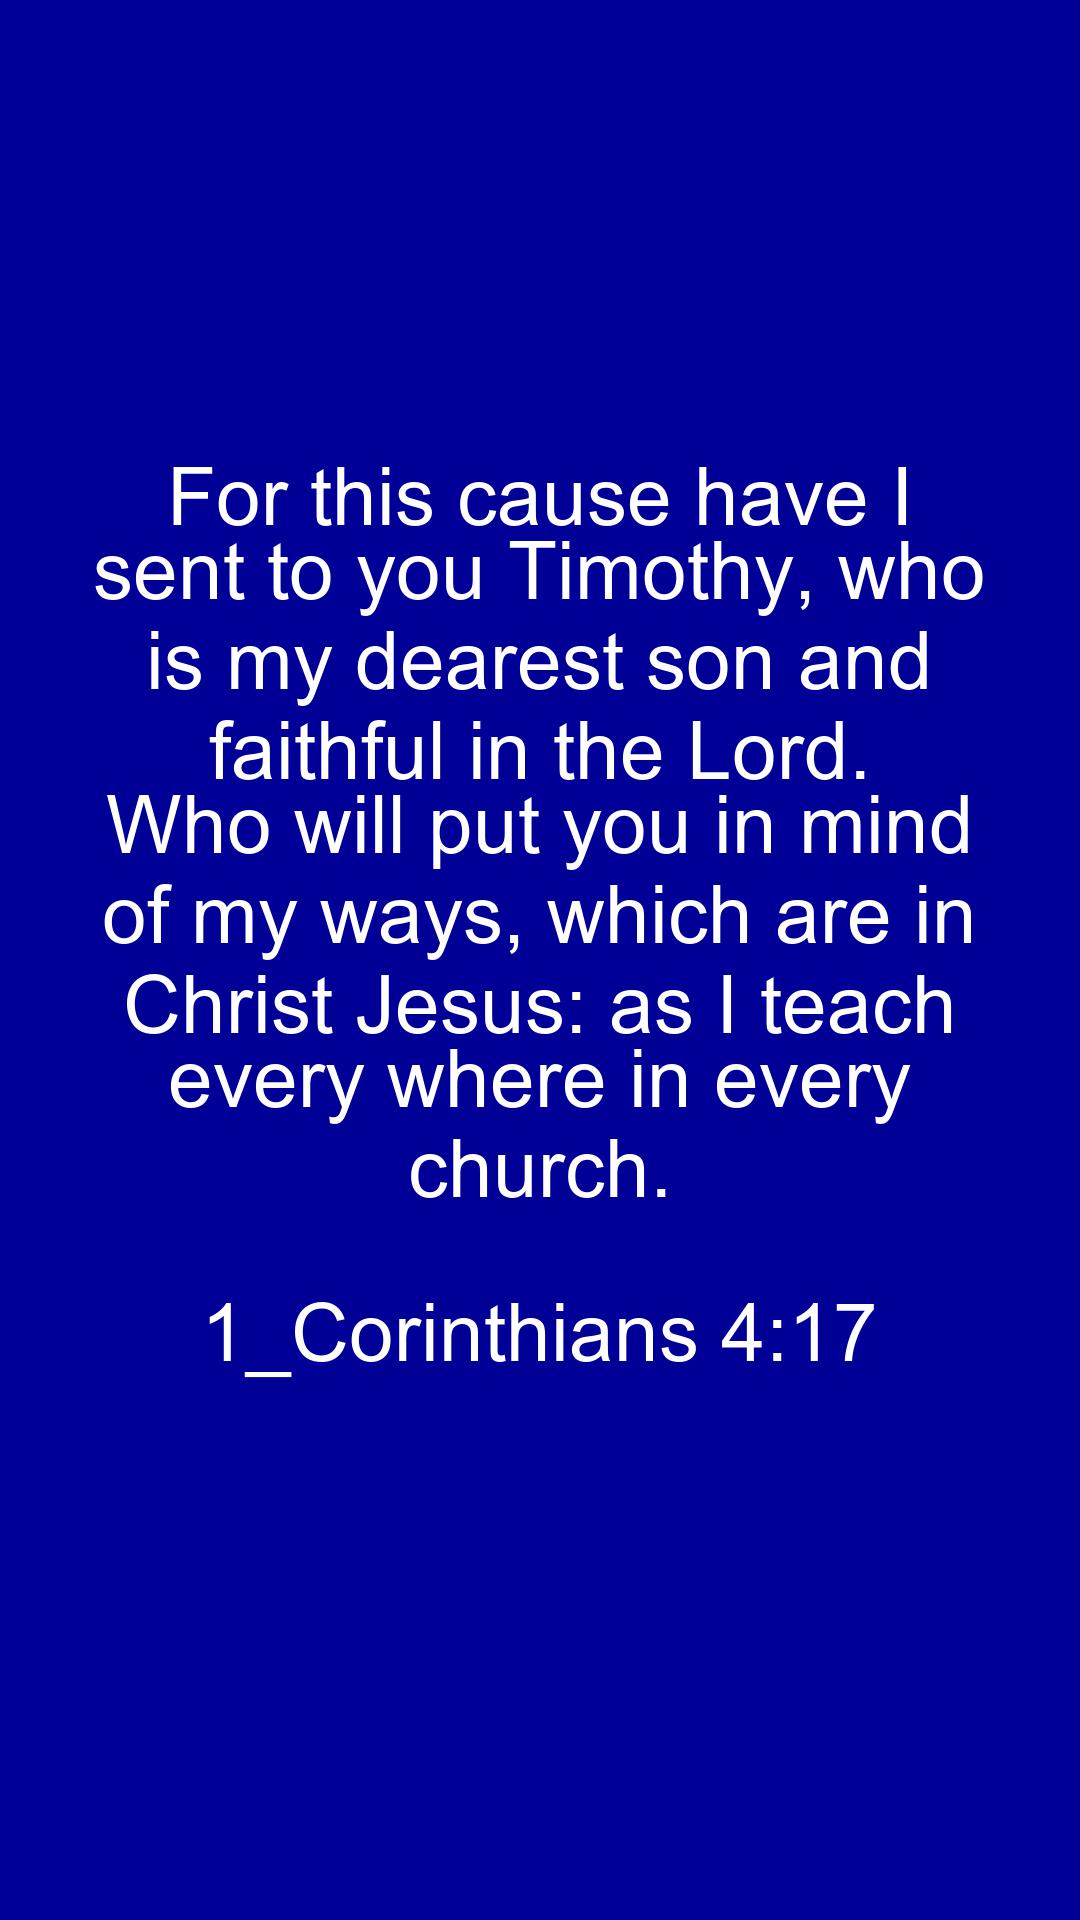 For this cause have I
sent to you Timothy, who
is my dearest son and
faithful in the Lord.
Who will put you in mind
of my ways, which are in
Christ Jesus: as I teach
every where in every
church.
1_Corinthians 4:17